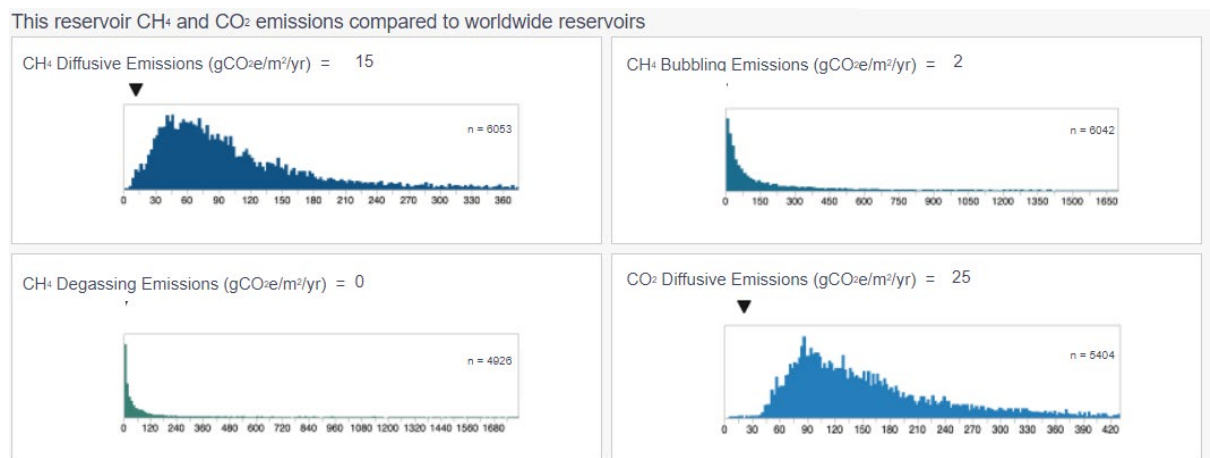 This reservoir CH₄ and CO₂ emissions compared to worldwide reservoirs
CH₄ Diffusive Emissions (gCO₂e/m²/yr) = 15
n = 6053
0 30 60 90 120 150 180 210 240 270 300 330 360
CH₄ Bubbling Emissions (gCO₂e/m²/yr) = 2
n = 6042
0 150 300 450 600 750 900 1050 1200 1350 1500 1650
CH₄ Degassing Emissions (gCO₂e/m²/yr) = 0
n = 4926
0 120 240 360 480 600 720 840 960 1080 1200 1320 1440 1560 1680
CO₂ Diffusive Emissions (gCO₂e/m²/yr) = 25
n = 5404
0 30 60 90 120 150 180 210 240 270 300 330 360 390 420